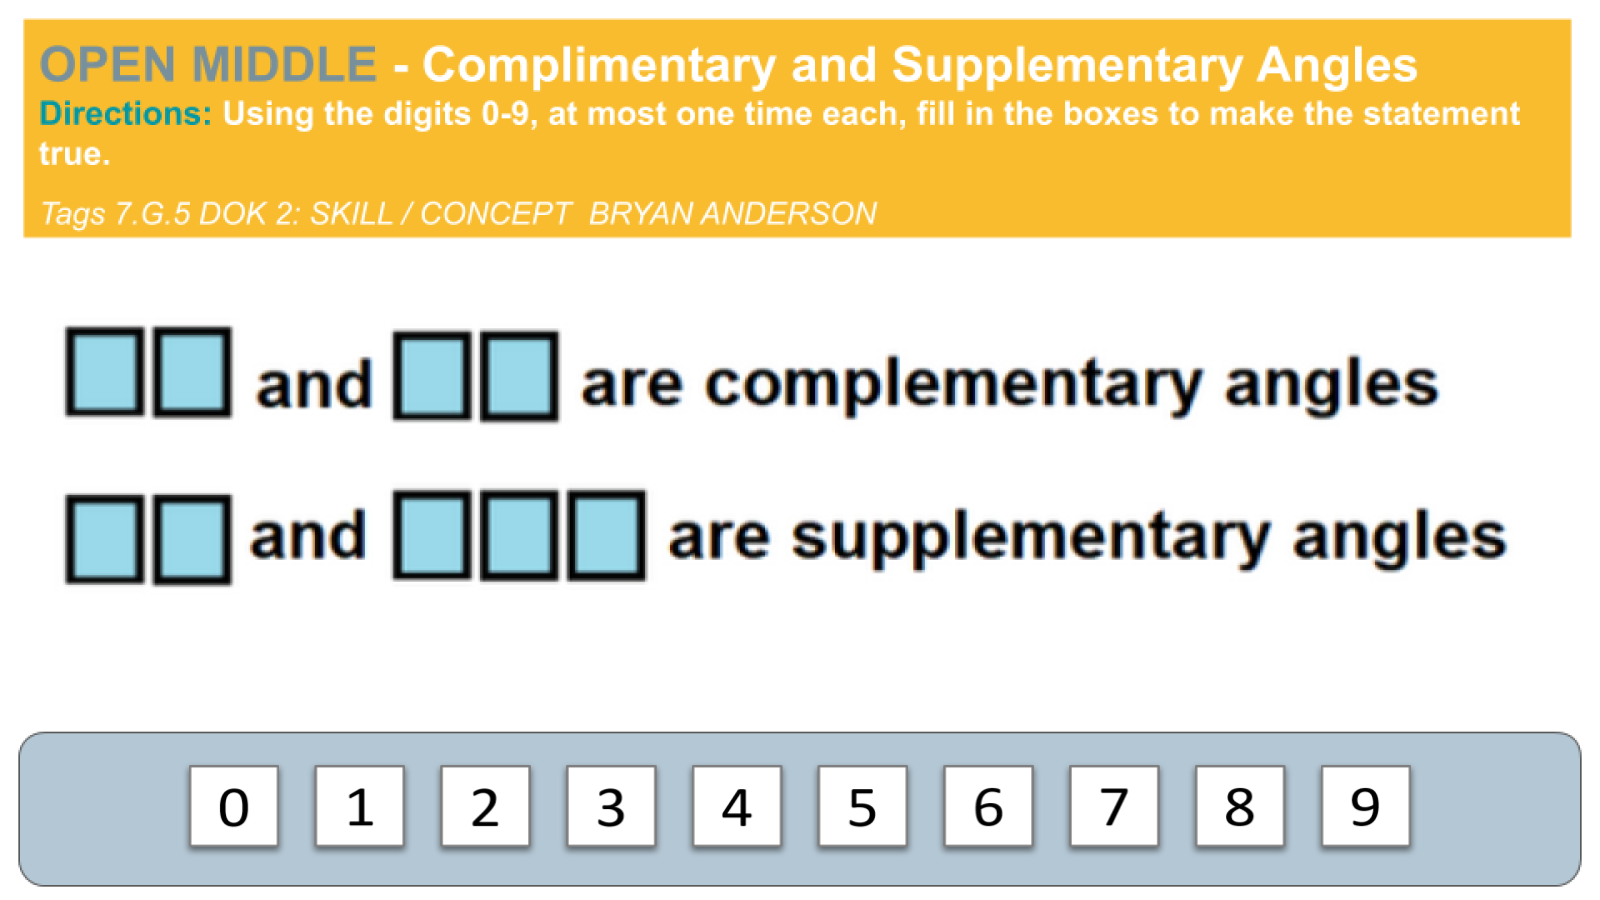 OPEN MIDDLE - Complimentary and Supplementary Angles
Directions: Using the digits 0-9, at most one time each, fill in the boxes to make the statement
true.
Tags 7.G.5 DOK 2: SKILL / CONCEPT BRYAN ANDERSON
and are complementary angles
and are supplementary angles
0 1 2 3 4 5 6 7 8 9